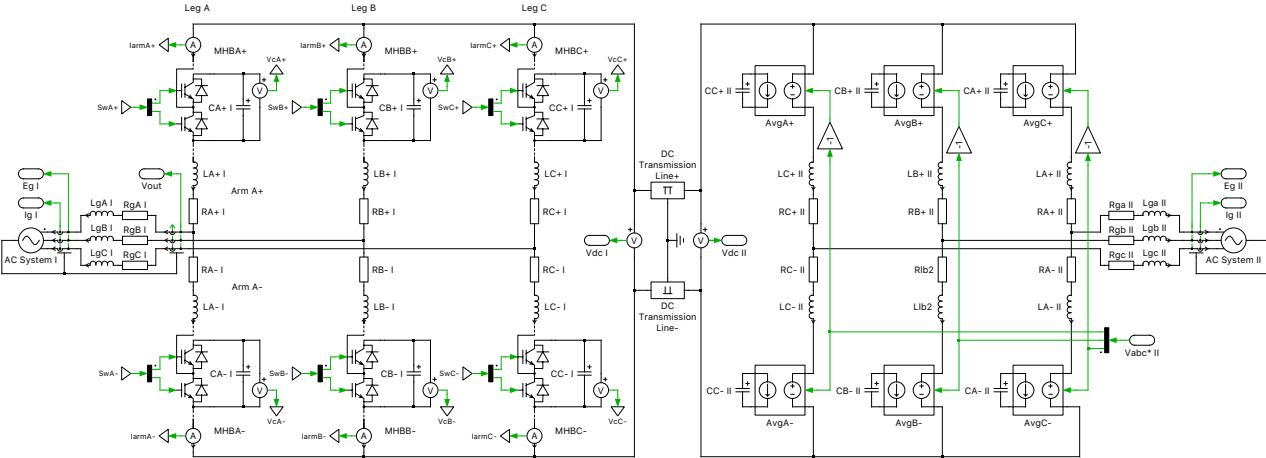 Leg A
Leg B
Leg C
IarmA+
A
MHBA+
IarmB+
A
MHBB+
IarmC+
A
MHBC+
VcA+
VcB+
VcC+
SwA+
CA+ I
V
SwB+
CB+ I
V
SwC+
CC+ I
V
CC+ II
AvgA+
CB+ II
AvgB+
CA+ II
AvgC+
-1
-1
-1
DC
Transmission
Line+
π
LA+ I
LB+ I
LC+ I
LC+ II
LB+ II
LA+ II
Arm A+
Eg I
Vout
Ig I
LgA I
RgA I
RA+ I
RB+ I
RC+ I
RC+ II
RB+ II
RA+ II
Rga II
Lga II
Eg II
Ig II
LgB I
RgB I
Rgb II
Lgb II
AC System I
LgC I
RgC I
Rgc II
Lgc II
AC System II
Vdc I
V
V
Vdc II
RA- I
RB- I
RC- I
RC- II
RIb2
RA- II
Arm A-
LA- I
LB- I
LC- I
π
DC
Transmission
Line-
LC- II
LIb2
LA- II
Vabc* II
SwA-
CA- I
V
SwB-
CB- I
V
SwC-
CC- I
V
CC- II
AvgA-
CB- II
AvgB-
CA- II
AvgC-
VcA-
VcB-
VcC-
IarmA-
A
MHBA-
IarmB-
A
MHBB-
IarmC-
A
MHBC-